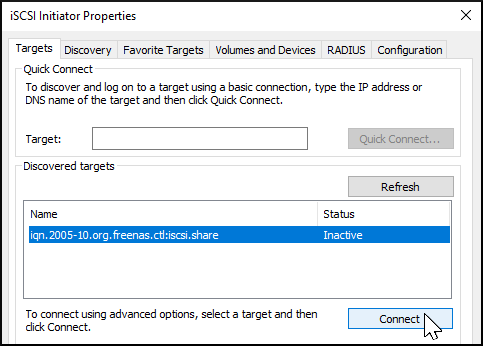 iSCSI Initiator Properties
Targets Discovery Favorite Targets Volumes and Devices RADIUS Configuration
Quick Connect
To discover and log on to a target using a basic connection, type the IP address or
DNS name of the target and then click Quick Connect.
Target: Quick Connect...
Discovered targets
Refresh
Name Status
iqn.2005-10.org.freenas.ctl:iscsi.share Inactive
To connect using advanced options, select a target and then
click Connect.
Connect